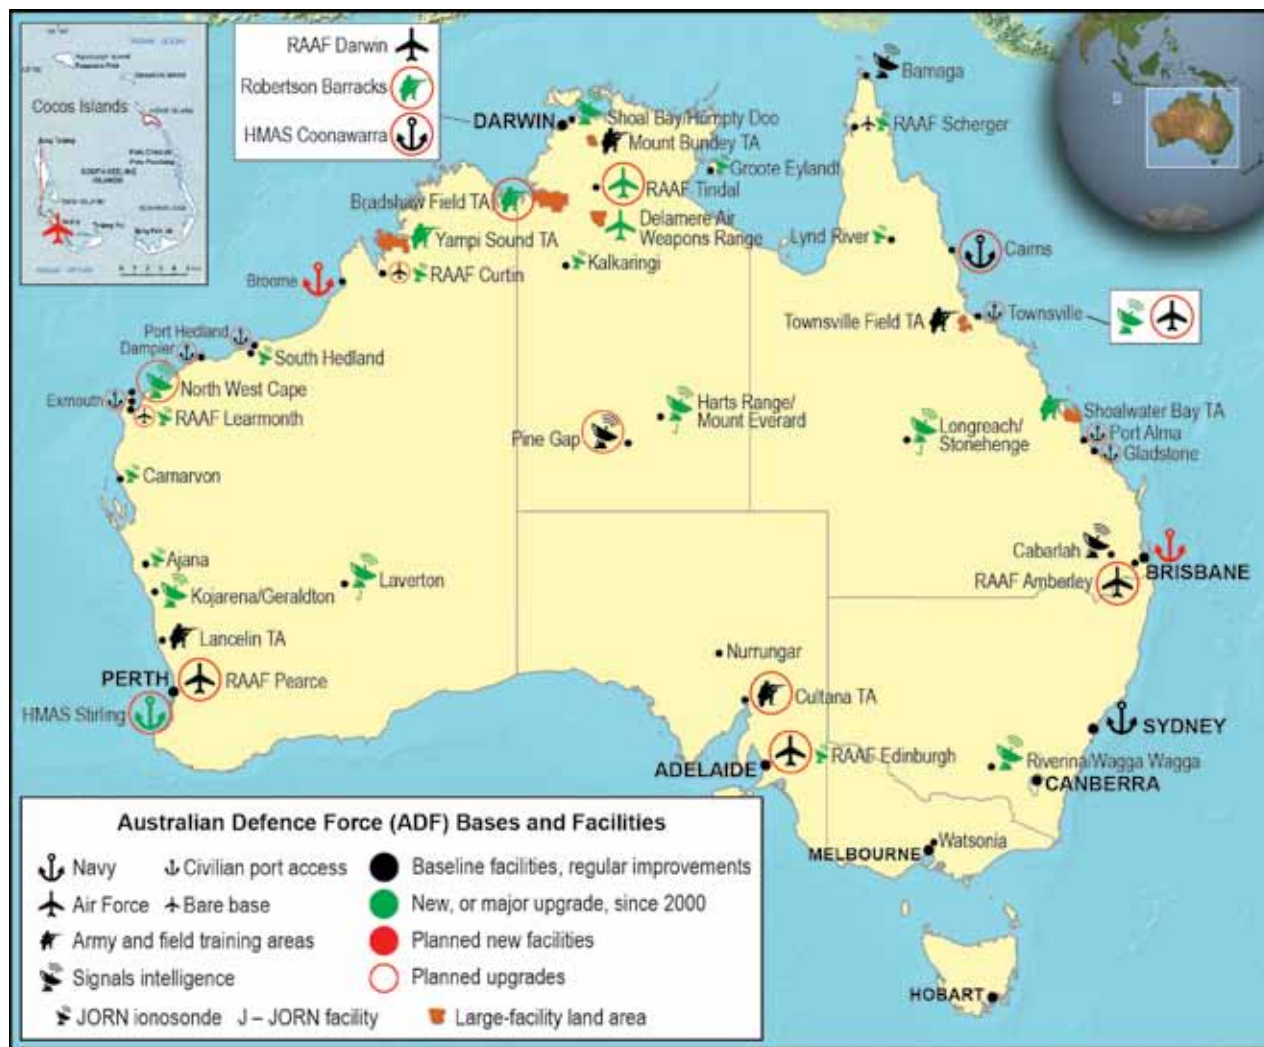 Cocos Islands
RAAF Darwin
Robertson Barracks
HMAS Coonawarra
Bamaga
DARWIN
Shoal Bay/Humpty Doo
RAAF Scherger
Mount Bundey TA
Groote Eylandt
Bradshaw Field TA
RAAF Tindal
Delamere Air
Weapons Range
Yampi Sound TA
Lynd River
Cairns
Kalkaringi
RAAF Curtin
Broome
Townsville Field TA
Townsville
Port Hedland
Dampier
South Hedland
North West Cape
Exmouth
RAAF Learmonth
Harts Range/
Mount Everard
Pine Gap
Longreach/
Stonehenge
Shoalwater Bay TA
Port Alma
Gladstone
Carnarvon
Ajana
Kojarena/Geraldton
Laverton
Cabarlah
BRISBANE
RAAF Amberley
Lancelin TA
Nurrungar
PERTH
RAAF Pearce
HMAS Stirling
Cultana TA
SYDNEY
ADELAIDE
RAAF Edinburgh
Riverina/Wagga Wagga
CANBERRA
Watsonia
MELBOURNE
HOBART
Australian Defence Force (ADF) Bases and Facilities
Navy
Civilian port access
Baseline facilities, regular improvements
Air Force
Bare base
New, or major upgrade, since 2000
Army and field training areas
Planned new facilities
Signals intelligence
Planned upgrades
JORN ionosonde
J – JORN facility
Large-facility land area